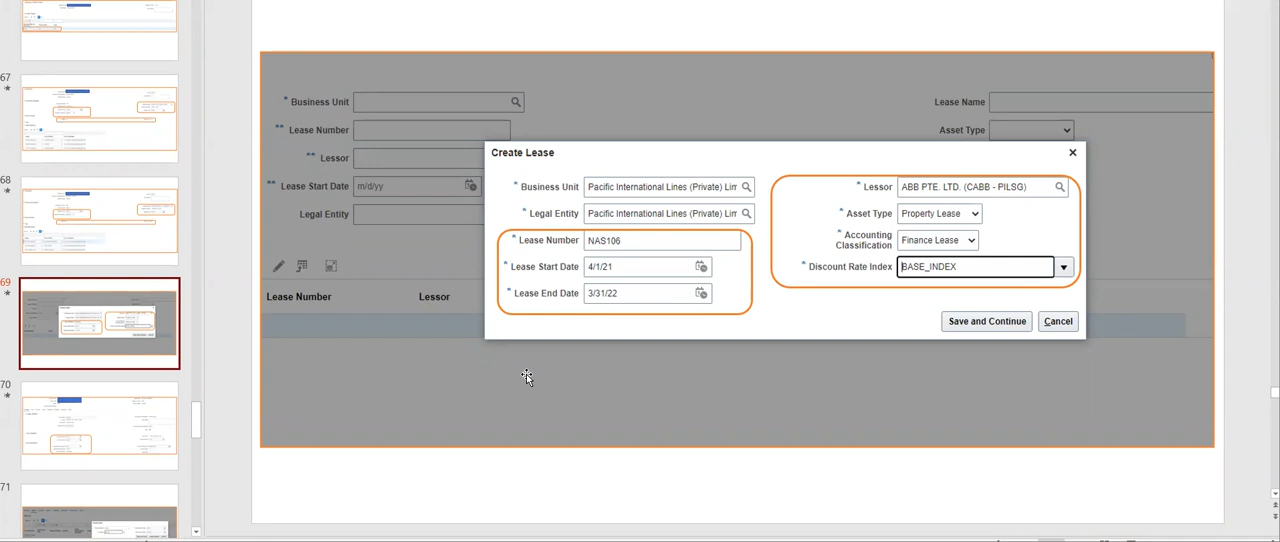 67
68
69
70
71
* Business Unit
Lease Name
** Lease Number
Asset Type
** Lessor
** Lease Start Date m/d/yy
Legal Entity
Lease Number Lessor
Create Lease
* Business Unit Pacific International Lines (Private) Lim
* Legal Entity Pacific International Lines (Private) Lim
* Lease Number NAS106
* Lease Start Date 4/1/21
* Lease End Date 3/31/22
* Lessor ABB PTE. LTD. (CABB - PILSG)
* Asset Type Property Lease
* Accounting
Classification Finance Lease
* Discount Rate Index BASE_INDEX
Save and Continue Cancel